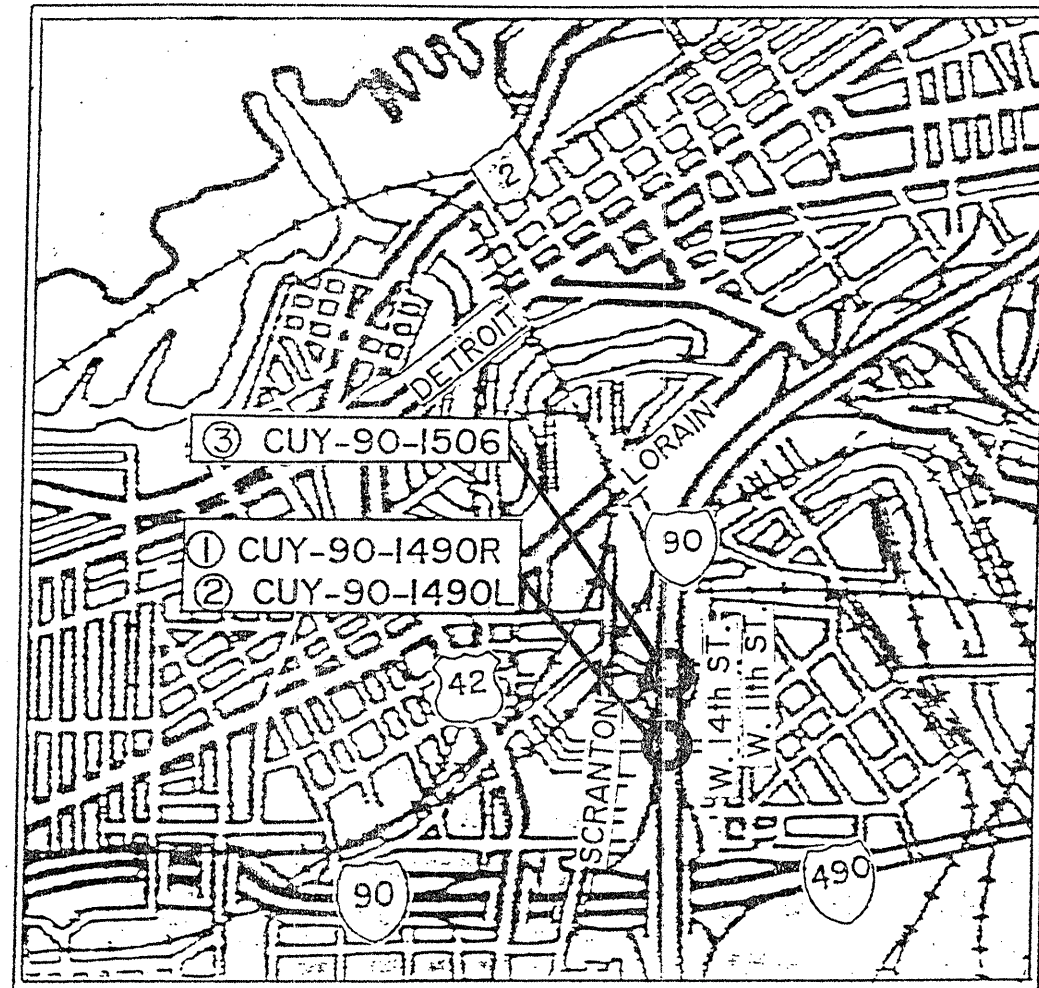 2
DETROIT
③ CUY-90-1506
LORAIN
① CUY-90-1490R
② CUY-90-1490L
90
42
SCRANTON
W. 14th ST.
W. 11th ST.
90
490